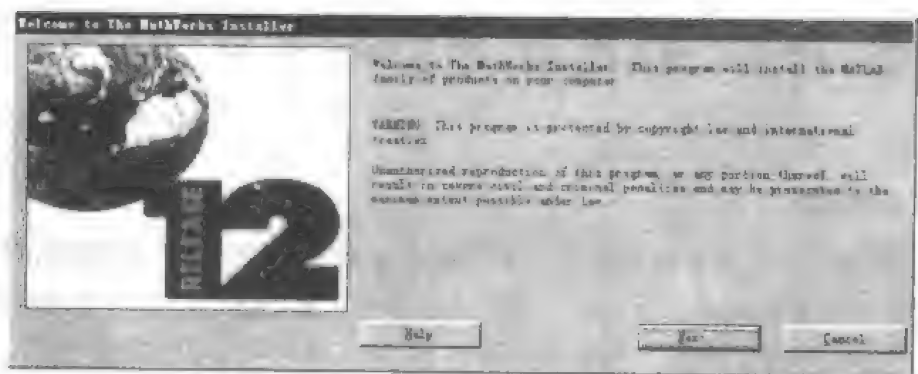 Welcome to The MathWorks Installer
Welcome to The MathWorks Installer. This program will install the MATLAB
family of products on your computer
WARNING: This program is protected by copyright law and international
treaties
Unauthorized reproduction of this program, or any portion thereof, will
result in severe civil and criminal penalties and may be prosecuted to the
maximum extent possible under law.
RELEASE
12
Help
Next
Cancel